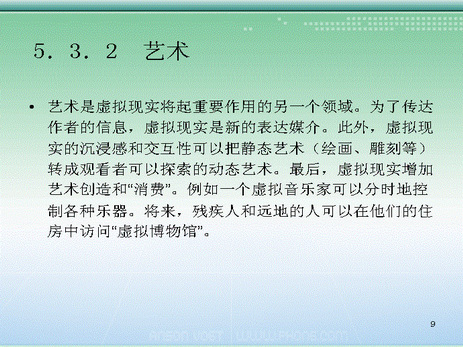 5．3．2 艺术
• 艺术是虚拟现实将起重要作用的另一个领域。为了传达
作者的信息，虚拟现实是新的表达媒介。此外，虚拟现
实的沉浸感和交互性可以把静态艺术（绘画、雕刻等）
转成观看者可以探索的动态艺术。最后，虚拟现实增加
艺术创造和“消费”。例如一个虚拟音乐家可以分时地控
制各种乐器。将来，残疾人和远地的人可以在他们的住
房中访问“虚拟博物馆”。
9